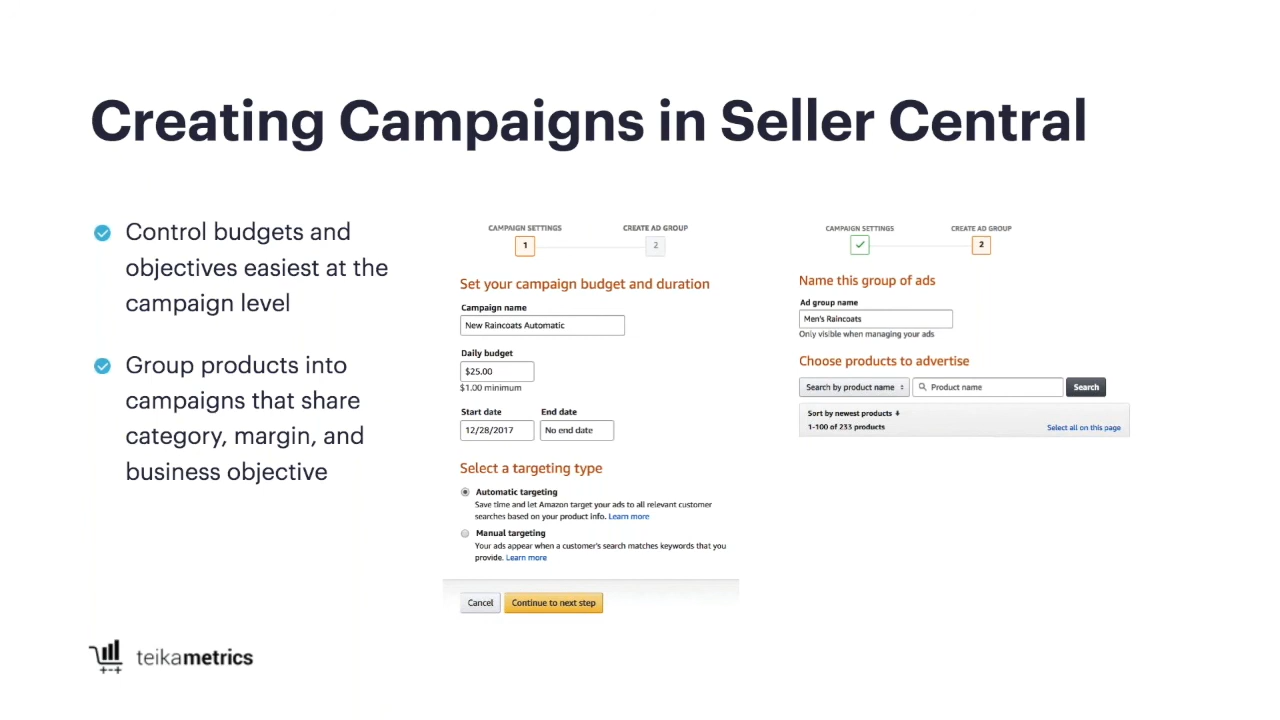 Creating Campaigns in Seller Central
Control budgets and
objectives easiest at the
campaign level
Group products into
campaigns that share
category, margin, and
business objective
CAMPAIGN SETTINGS
CREATE AD GROUP
1
2
Set your campaign budget and duration
Campaign name
New Raincoats Automatic
Daily budget
$25.00
$1.00 minimum
Start date
End date
12/28/2017
No end date
Select a targeting type
Automatic targeting
Save time and let Amazon target your ads to all relevant customer
searches based on your product info. Learn more
Manual targeting
Your ads appear when a customer's search matches keywords that you
provide. Learn more
Cancel
Continue to next step
CAMPAIGN SETTINGS
CREATE AD GROUP
2
Name this group of ads
Ad group name
Men's Raincoats
Only visible when managing your ads
Choose products to advertise
Search by product name
Product name
Search
Sort by newest products
1-100 of 233 products
Select all on this page
teikametrics